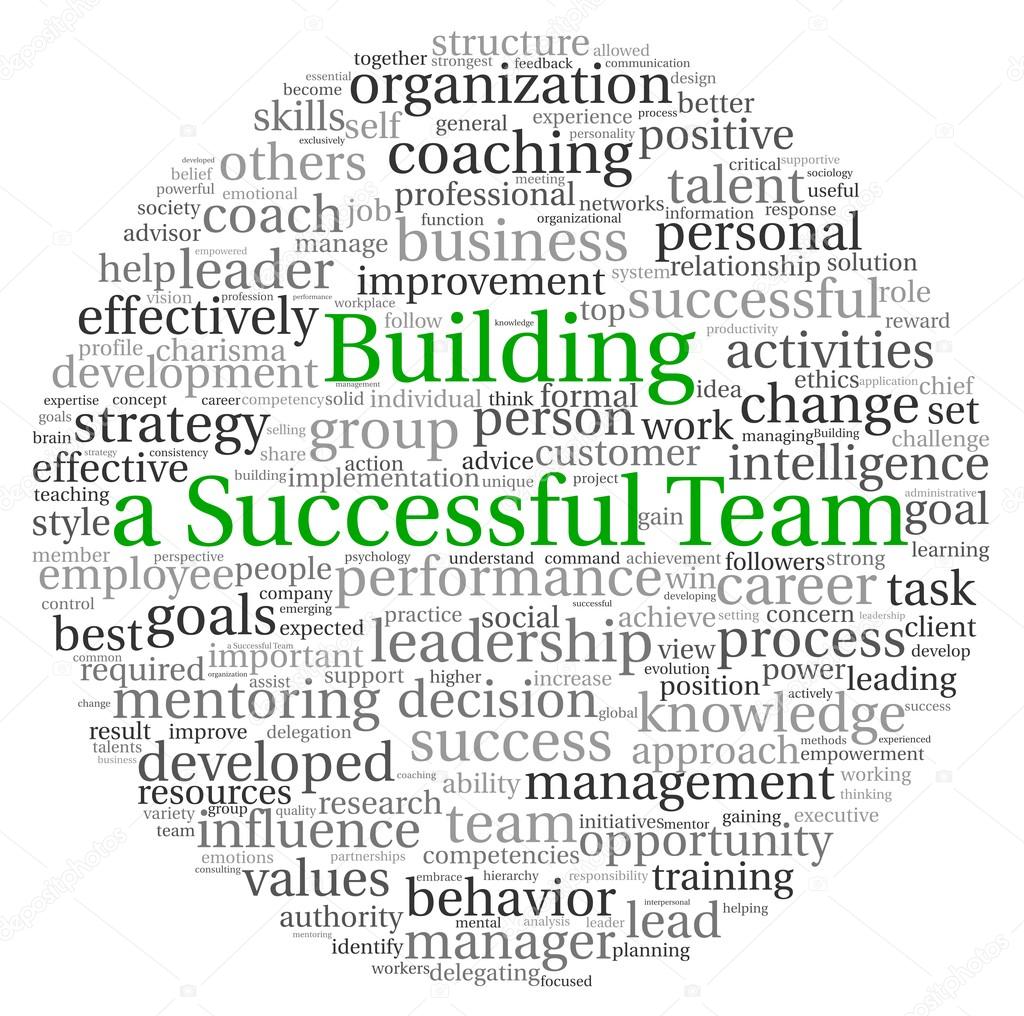 structure allowed
together strongest feedback communication
essential organization design
become better
skills self general experience process
exclusively coaching personality positive
developed others critical supportive
belief meeting talent sociology
powerful emotional professional networks useful
society coach job function organizational information response
advisor manage business personal
empowered
help leader improvement system relationship solution
vision profession performance workplace top successful role
effectively Building follow knowledge productivity reward
profile charisma activities
development management idea ethics application chief
expertise concept career competency solid individual think formal change set
goals strategy selling group person work managing Building challenge
brain
strategy consistency share action advice customer intelligence
effective building implementation unique project
teaching a Successful Team administrative
style gain goal
learning
member perspective psychology understand command achievement followers strong
employee people performance win career task
company developing
control goals emerging practice social successful achieve setting concern leadership
best expected leadership view process client
a Successful Team develop
common required important evolution power
organization assist support higher increase position leading
change mentoring decision global knowledge actively success
result improve delegation success approach methods experienced
talents empowerment
business developed coaching ability management working
resources research thinking
variety group quality team initiatives mentor gaining executive
team influence opportunity
emotions partnerships competencies
consulting values embrace hierarchy responsibility training
behavior interpersonal helping
authority mental analysis leader lead
mentoring identify manager planning
workers delegating focused
depositphotos